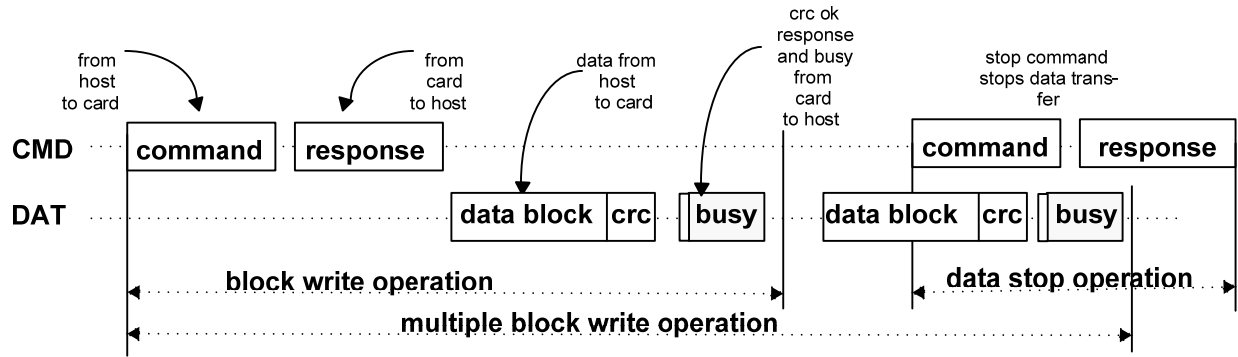 from
host
to card
from
card
to host
data from
host
to card
crc ok
response
and busy
from
card
to host
stop command
stops data trans-
fer
CMD
command
response
command
response
DAT
data block
crc
busy
data block
crc
busy
block write operation
data stop operation
multiple block write operation